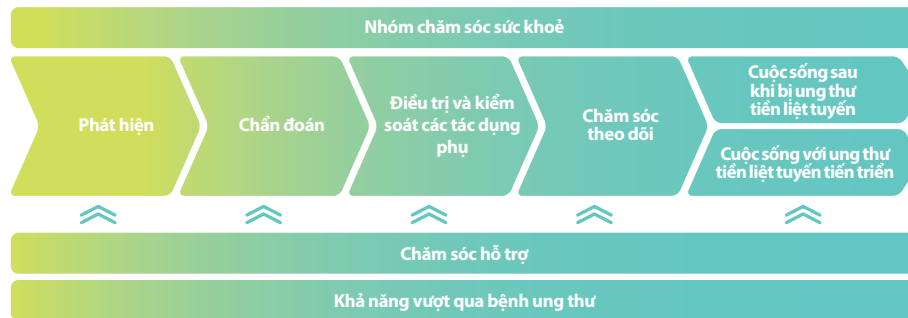 Nhóm chăm sóc sức khoẻ
Phát hiện
Chẩn đoán
Điều trị và kiểm
soát các tác dụng
phụ
Chăm sóc
theo dõi
Cuộc sống sau
khi bị ung thư
tiền liệt tuyến
Cuộc sống với ung thư
tiền liệt tuyến tiến triển
Chăm sóc hỗ trợ
Khả năng vượt qua bệnh ung thư